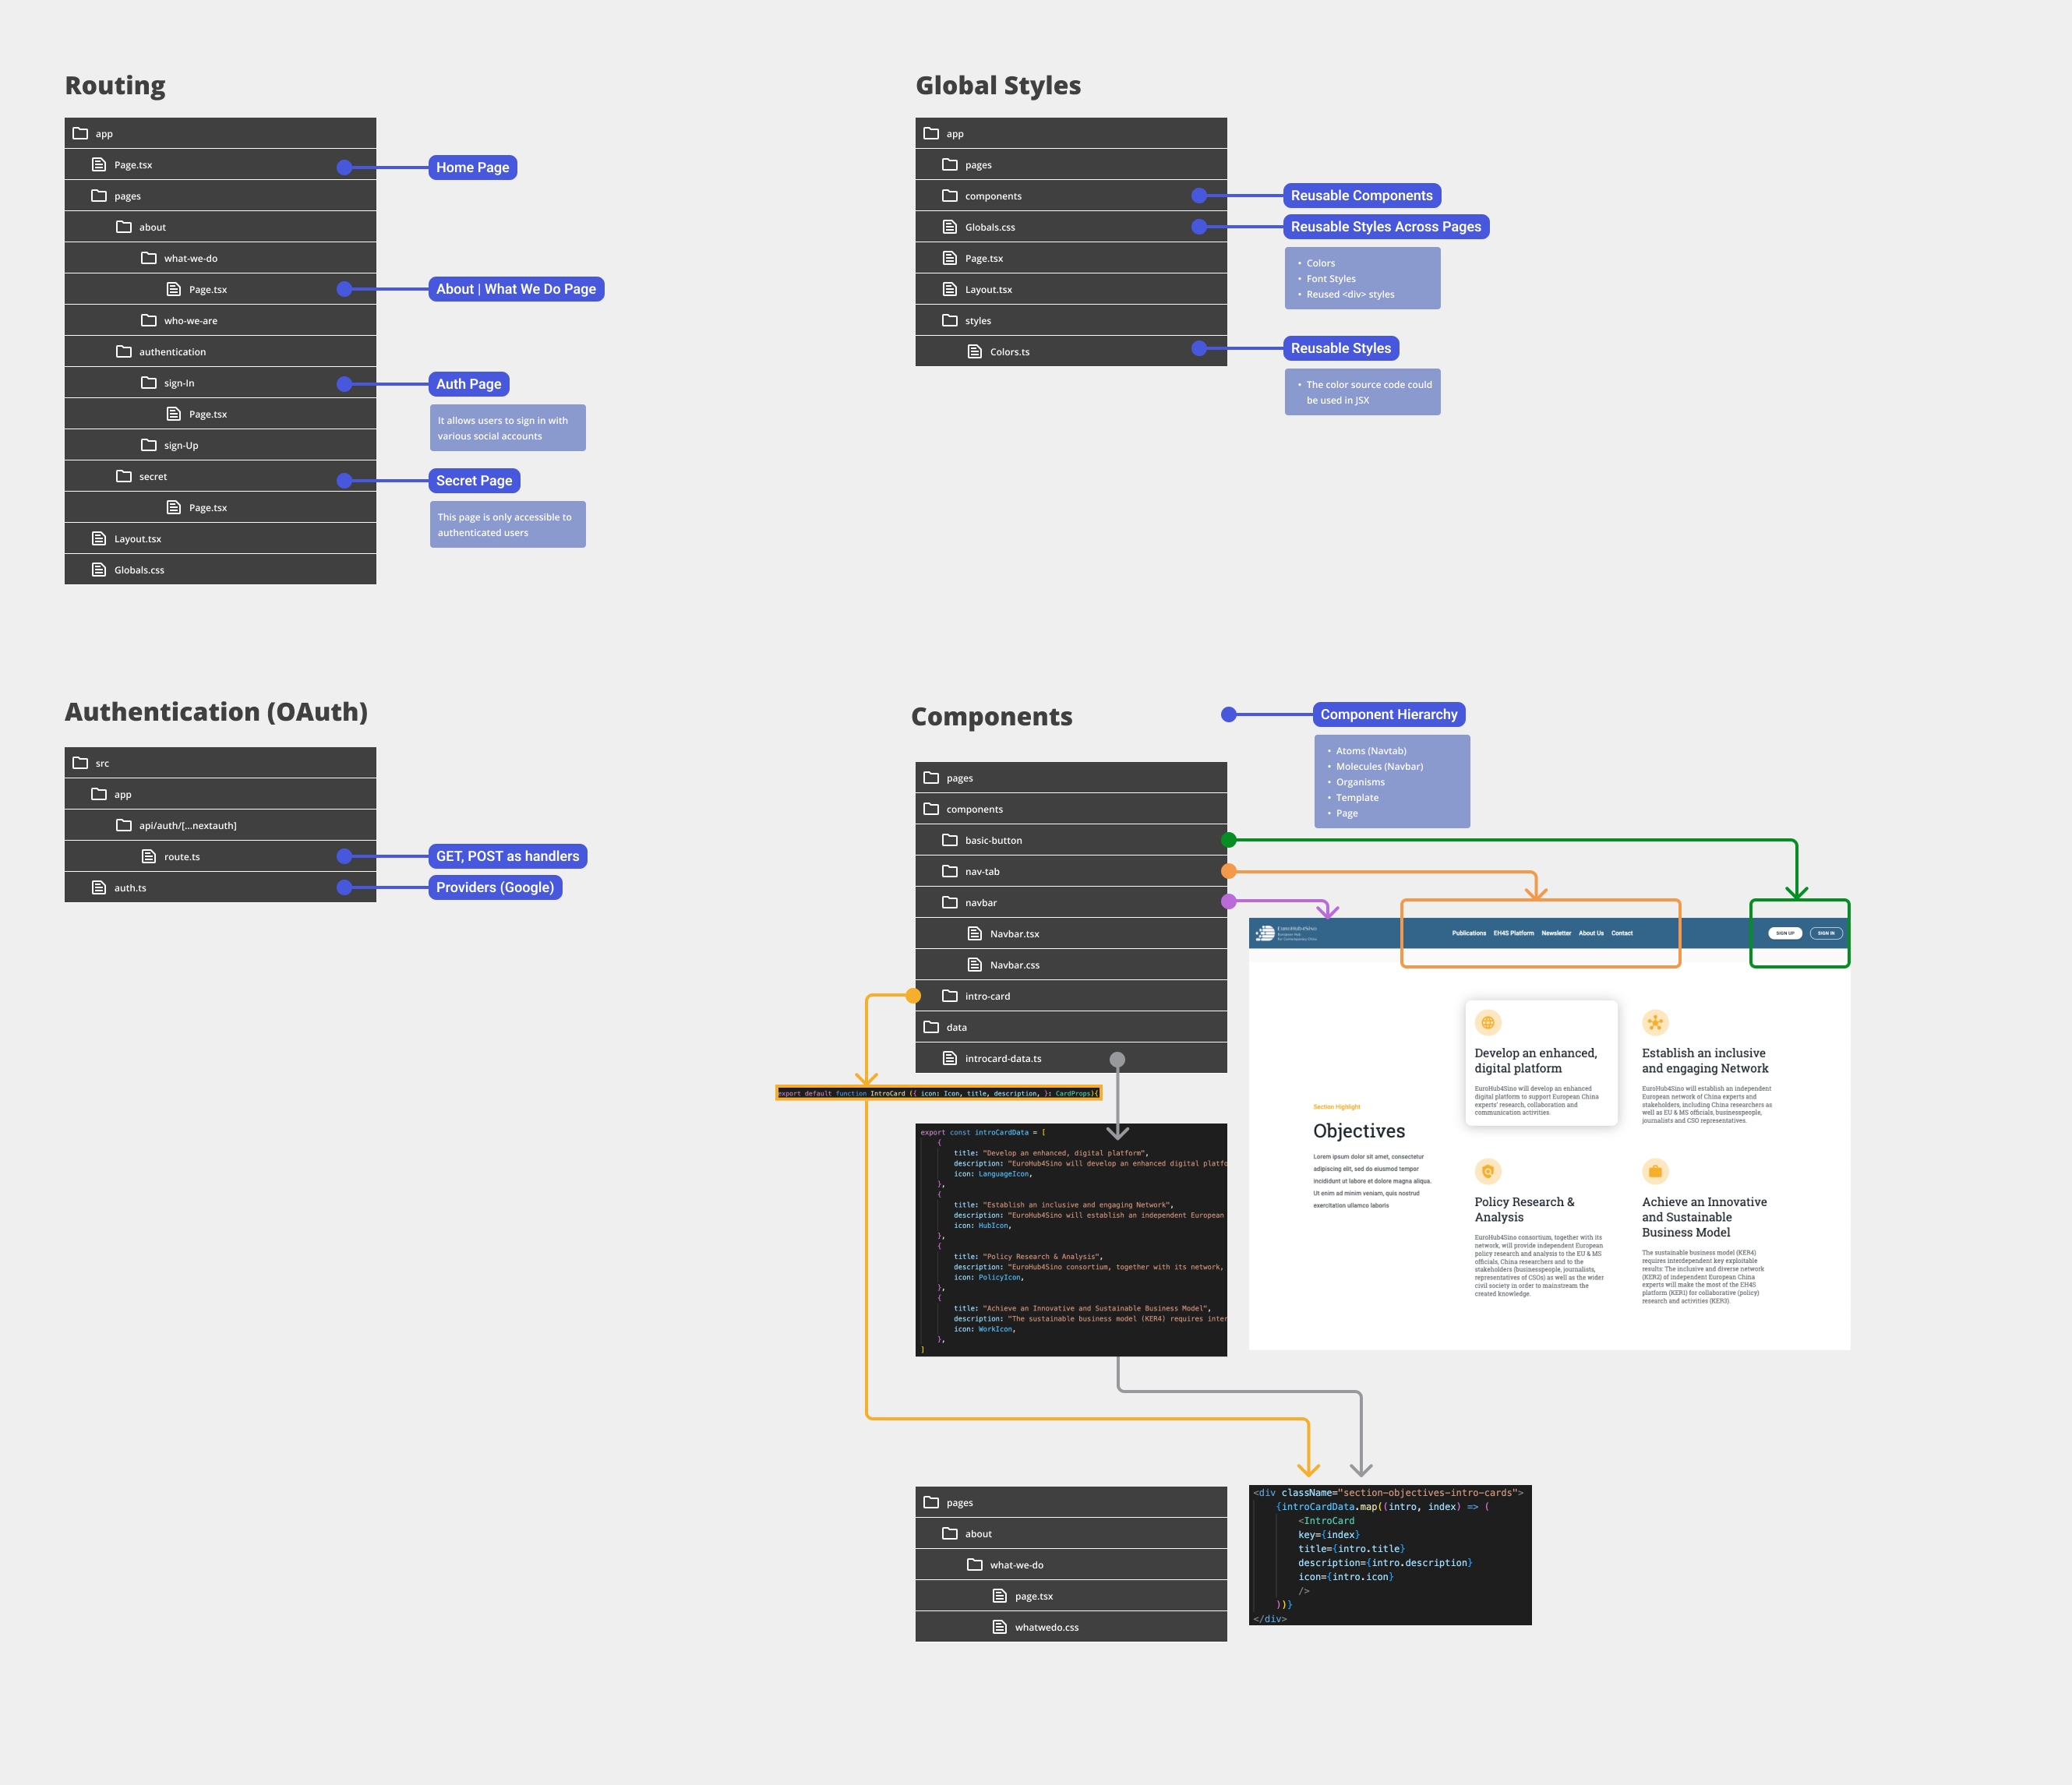 Routing
app
Page.tsx
Home Page
pages
about
what-we-do
Page.tsx
About | What We Do Page
who-we-are
authentication
sign-In
Auth Page
Page.tsx
It allows users to sign in with
various social accounts
sign-Up
secret
Secret Page
Page.tsx
This page is only accessible to
authenticated users
Layout.tsx
Globals.css
Global Styles
app
pages
components
Reusable Components
Globals.css
Reusable Styles Across Pages
Page.tsx
Layout.tsx
• Colors
• Font Styles
• Reused <div> styles
styles
Colors.ts
Reusable Styles
• The color source code could
be used in JSX
Authentication (OAuth)
src
app
api/auth/[...nextauth]
route.ts
GET, POST as handlers
auth.ts
Providers (Google)
Components
Component Hierarchy
• Atoms (Navtab)
• Molecules (Navbar)
• Organisms
• Template
• Page
pages
components
basic-button
nav-tab
navbar
Navbar.tsx
Navbar.css
intro-card
data
introcard-data.ts
export default function IntroCard ({ icon: Icon, title, description, }: CardProps){
export const introCardData = [
{
title: "Develop an enhanced, digital platform",
description: "EuroHub4Sino will develop an enhanced digital platfo
icon: LanguageIcon,
},
{
title: "Establish an inclusive and engaging Network",
description: "EuroHub4Sino will establish an independent European
icon: HubIcon,
},
{
title: "Policy Research & Analysis",
description: "EuroHub4Sino consortium, together with its network,
icon: PolicyIcon,
},
{
title: "Achieve an Innovative and Sustainable Business Model",
description: "The sustainable business model (KER4) requires inter
icon: WorkIcon,
},
]
EuroHub4Sino
European Hub
for Contemporary China
Publications EH4S Platform Newsletter About Us Contact
SIGN UP
SIGN IN
Section Highlight
Objectives
Lorem ipsum dolor sit amet, consectetur
adipiscing elit, sed do eiusmod tempor
incididunt ut labore et dolore magna aliqua.
Ut enim ad minim veniam, quis nostrud
exercitation ullamco laboris
Develop an enhanced,
digital platform
EuroHub4Sino will develop an enhanced
digital platform to support European China
experts' research, collaboration and
communication activities.
Establish an inclusive
and engaging Network
EuroHub4Sino will establish an independent
European network of China experts and
stakeholders, including China researchers as
well as EU & MS officials, businesspeople,
journalists and CSO representatives.
Policy Research &
Analysis
EuroHub4Sino consortium, together with its
network, will provide independent European
policy research and analysis to the EU & MS
officials, China researchers and to the
stakeholders (businesspeople, journalists,
representatives of CSOs) as well as the wider
civil society in order to mainstream the
created knowledge.
Achieve an Innovative
and Sustainable
Business Model
The sustainable business model (KER4)
requires interdependent key exploitable
results: The inclusive and diverse network
(KER2) of independent European China
experts will make the most of the EH4S
platform (KER1) for collaborative (policy)
research and activities (KER3).
pages
about
what-we-do
page.tsx
whatwedo.css
<div className="section-objectives-intro-cards">
{introCardData.map((intro, index) => (
<IntroCard
key={index}
title={intro.title}
description={intro.description}
icon={intro.icon}
/>
))}
</div>